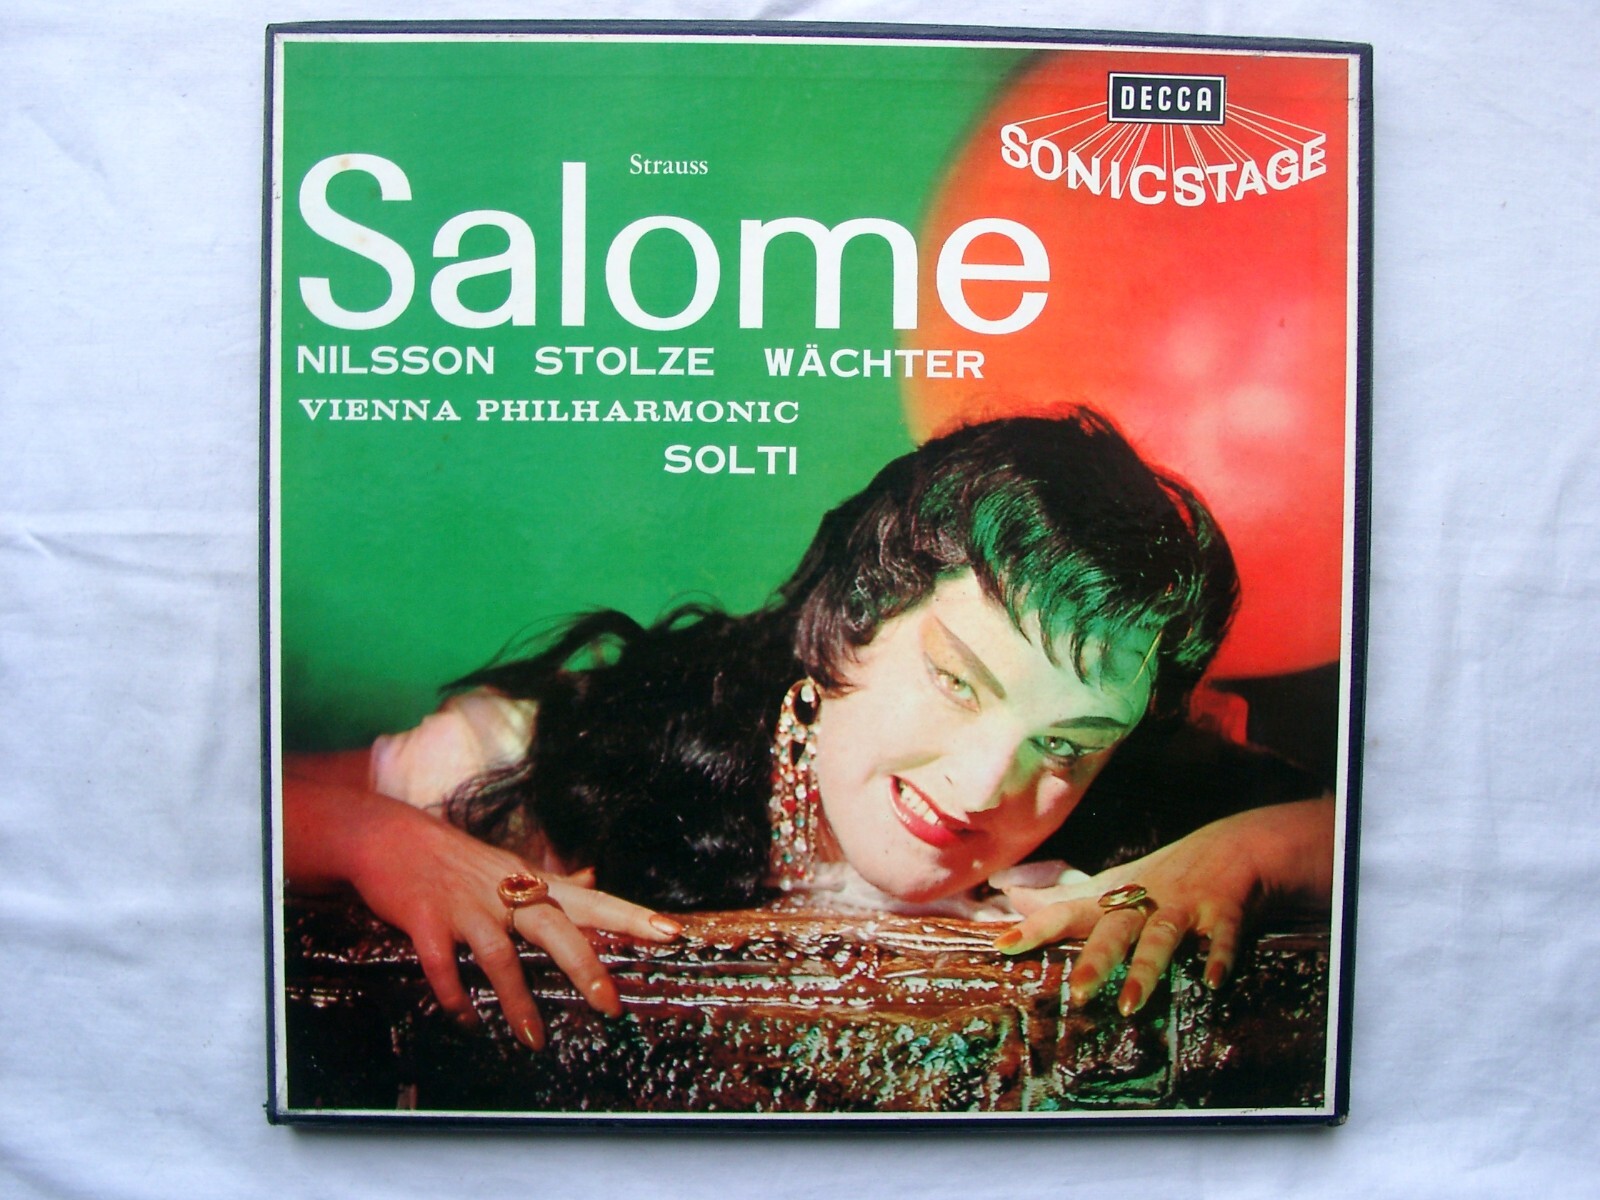 DECCA
SONICSTAGE
Strauss
Salome
NILSSON STOLZE WÄCHTER
VIENNA PHILHARMONIC
SOLTI